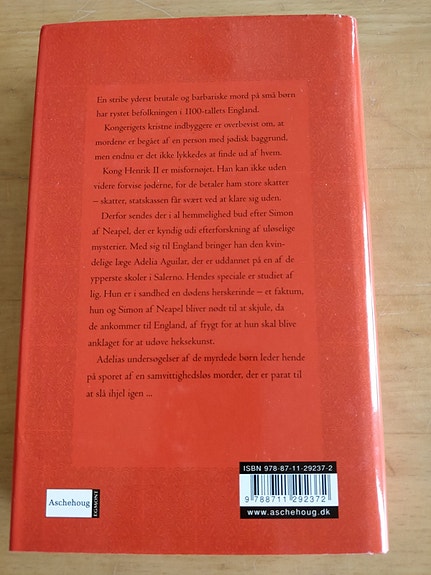 En stribe yderst brutale og barbariske mord på små børn
har rystet befolkningen i 1100-tallets England.
Kongerigets kristne indbyggere er overbevist om, at
mordene er begået af en person med jødisk baggrund,
men endnu er det ikke lykkedes at finde ud af hvem.
Kong Henrik II er misfornøjet. Han kan ikke uden
videre forvise jøderne, for de betaler ham store skatter
– skatter, statskassen får svært ved at klare sig uden.
Derfor sendes der i al hemmelighed bud efter Simon
af Neapel, der er kyndig udi efterforskning af uløselige
mysterier. Med sig til England bringer han den kvin-
delige læge Adelia Aguilar, der er uddannet på en af de
ypperste skoler i Salerno. Hendes speciale er studiet af
lig. Hun er i sandhed en dødens herskerinde – et faktum,
hun og Simon af Neapel bliver nødt til at skjule, da
de ankommer til England, af frygt for at hun skal blive
anklaget for at udøve heksekunst.
Adelias undersøgelser af de myrdede børn leder hende
på sporet af en samvittighedsløs morder, der er parat til
at slå ihjel igen ...
ISBN 978-87-11-29237-2
9 788711 292372
www.aschehoug.dk
Aschehoug
EGMONT